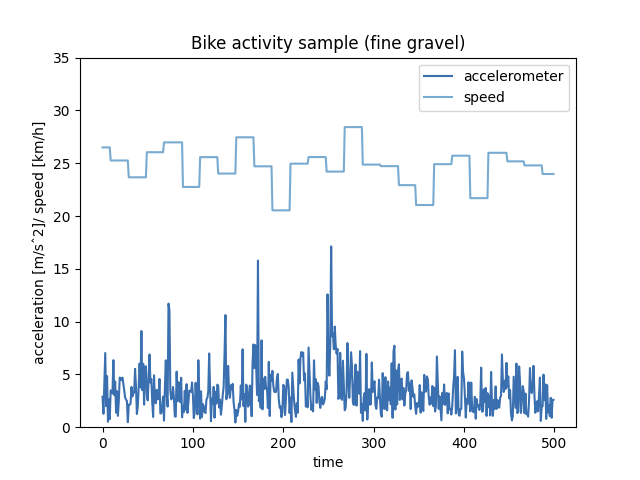 Bike activity sample (fine gravel)
accelerometer
speed
35
30
25
20
15
10
5
0
acceleration [m/sˆ2]/ speed [km/h]
0 100 200 300 400 500
time